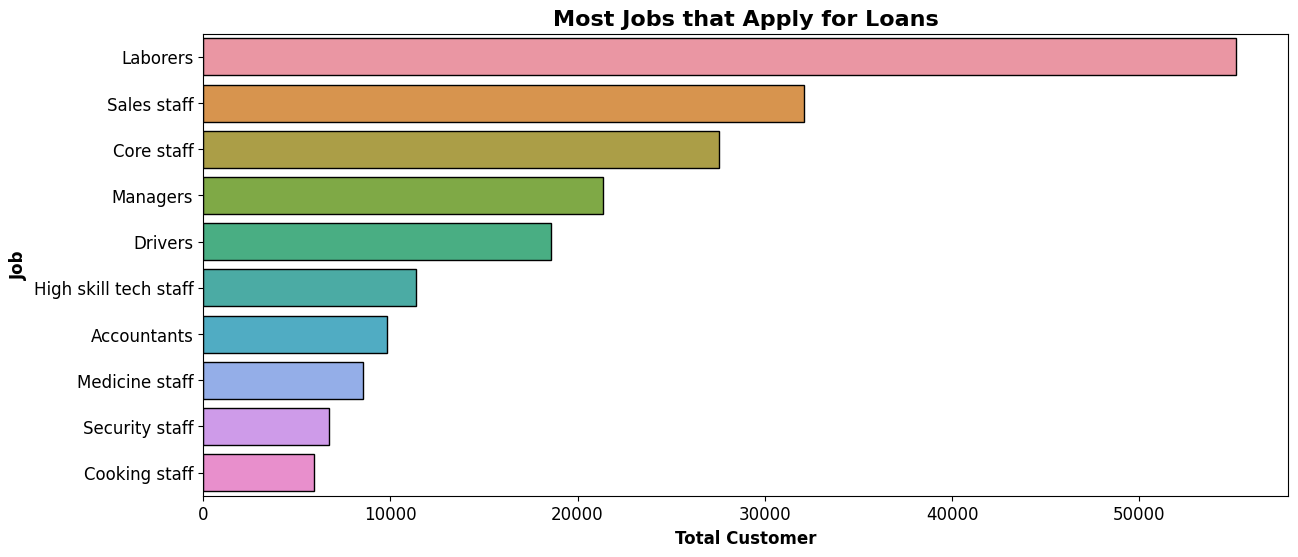 Most Jobs that Apply for Loans
Job
Laborers
Sales staff
Core staff
Managers
Drivers
High skill tech staff
Accountants
Medicine staff
Security staff
Cooking staff
0 10000 20000 30000 40000 50000
Total Customer